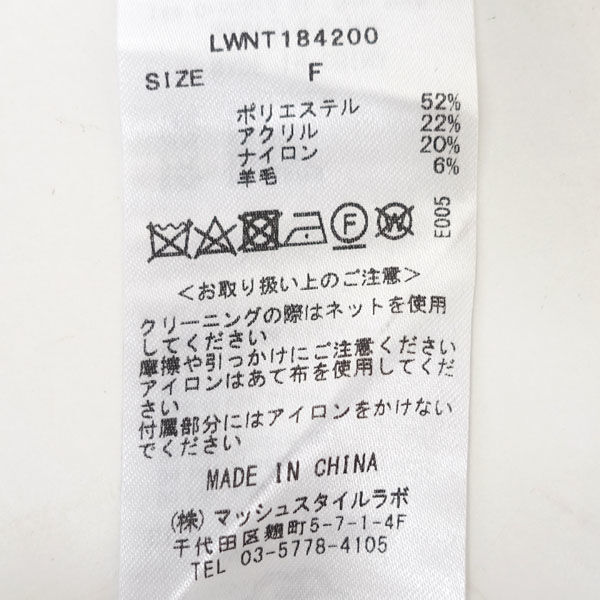 LWNT184200
SIZE F
ポリエステル 52%
アクリル 22%
ナイロン 20%
羊毛 6%
F W E005
<お取り扱い上のご注意>
クリーニングの際はネットを使用
してください
摩擦や引っかけにご注意ください
アイロンはあて布を使用してくだ
さい
付属部分にはアイロンをかけない
でください
MADE IN CHINA
(株)マッシュスタイルラボ
千代田区麹町5-7-1-4F
TEL 03-5778-4105